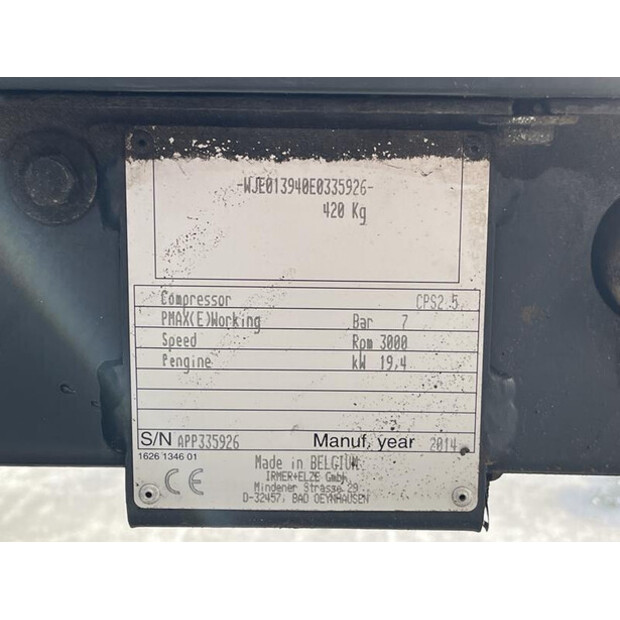 -WJE013940E0335926-
420 Kg
Compressor CPS2.5
PMAX(E)Working Bar 7
Speed Rpm 3000
Pengine kW 19,4
S/N APP335926 Manuf. year 2014
1626 1346 01
Made in BELGIUM
IRMER+ELZE GmbH
Mindener Strasse 29
D-32457, BAD OEYNHAUSEN
CE